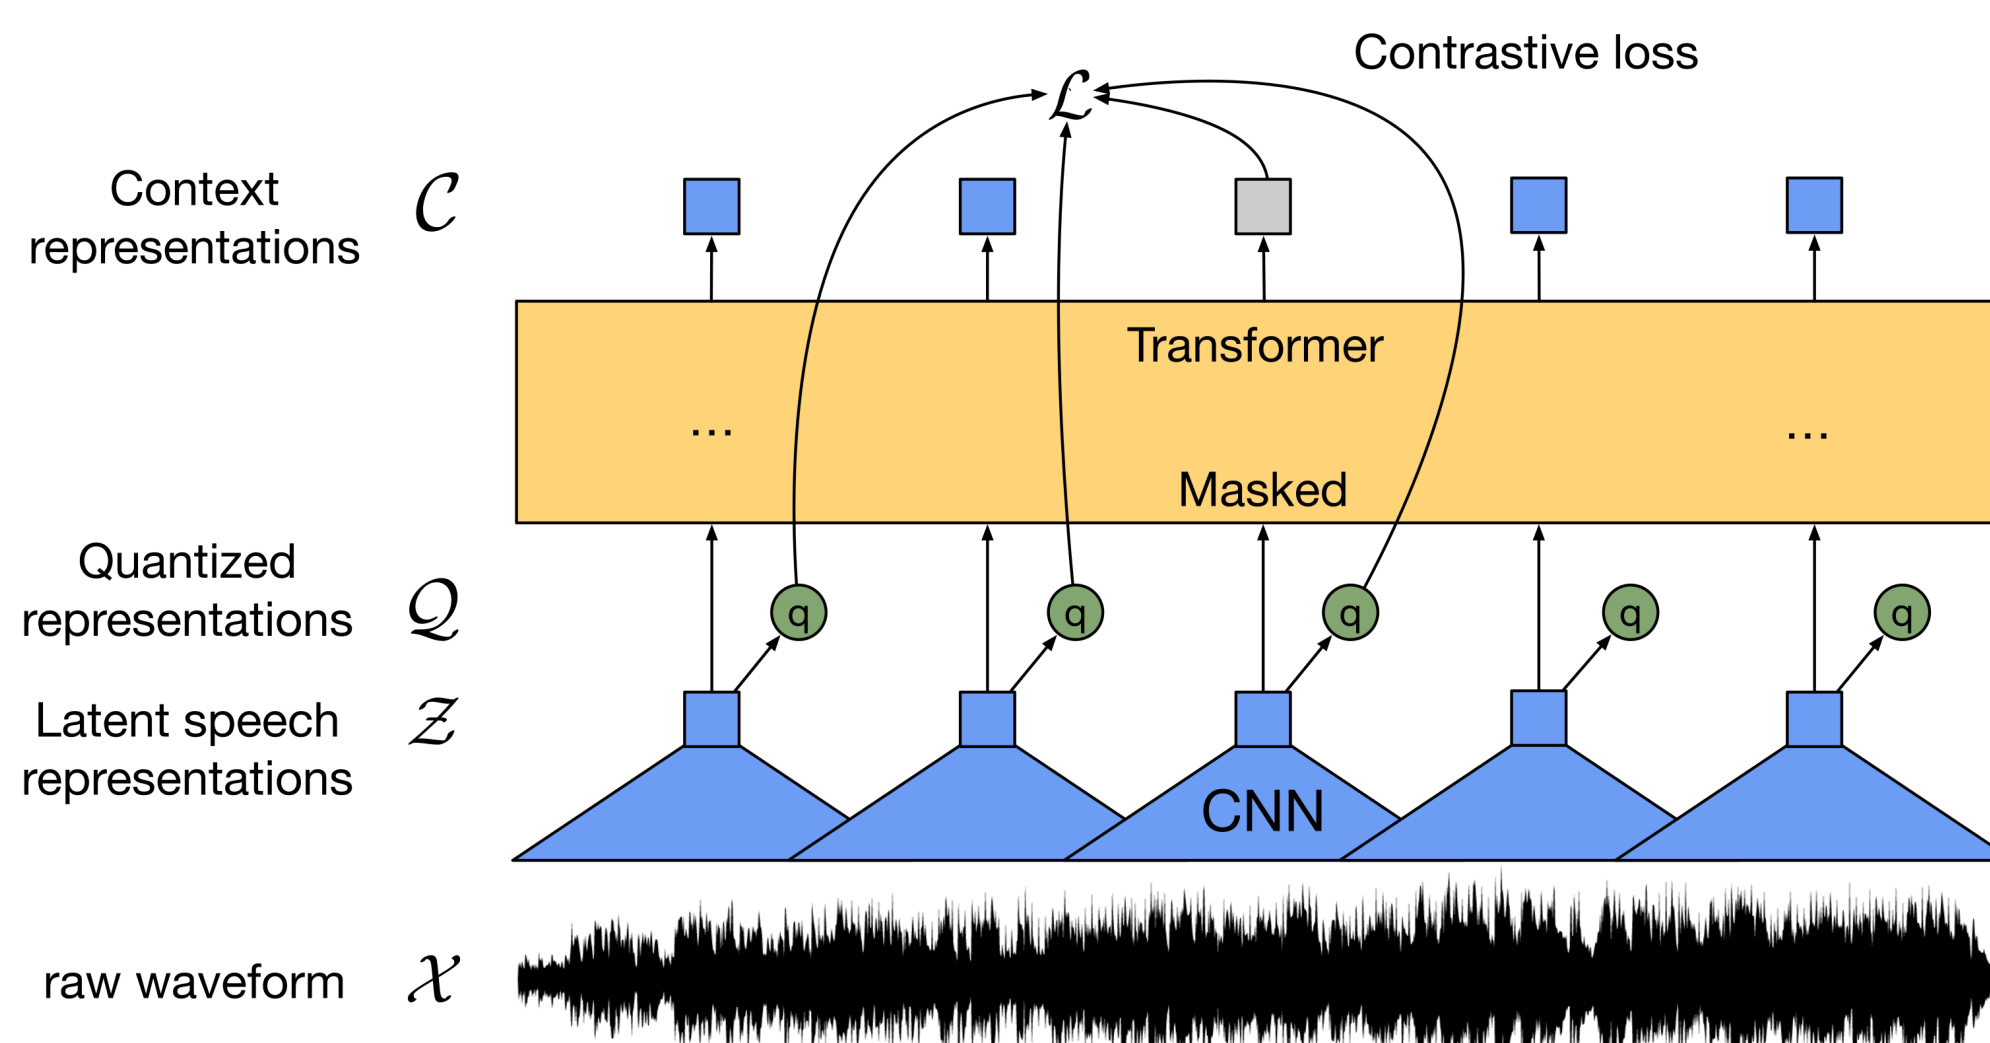 Contrastive loss
ℒ
Context
representations
𝒞
Transformer
...
...
Masked
Quantized
representations
𝒬
q
q
q
q
q
Latent speech
representations
𝒵
CNN
raw waveform
𝒳